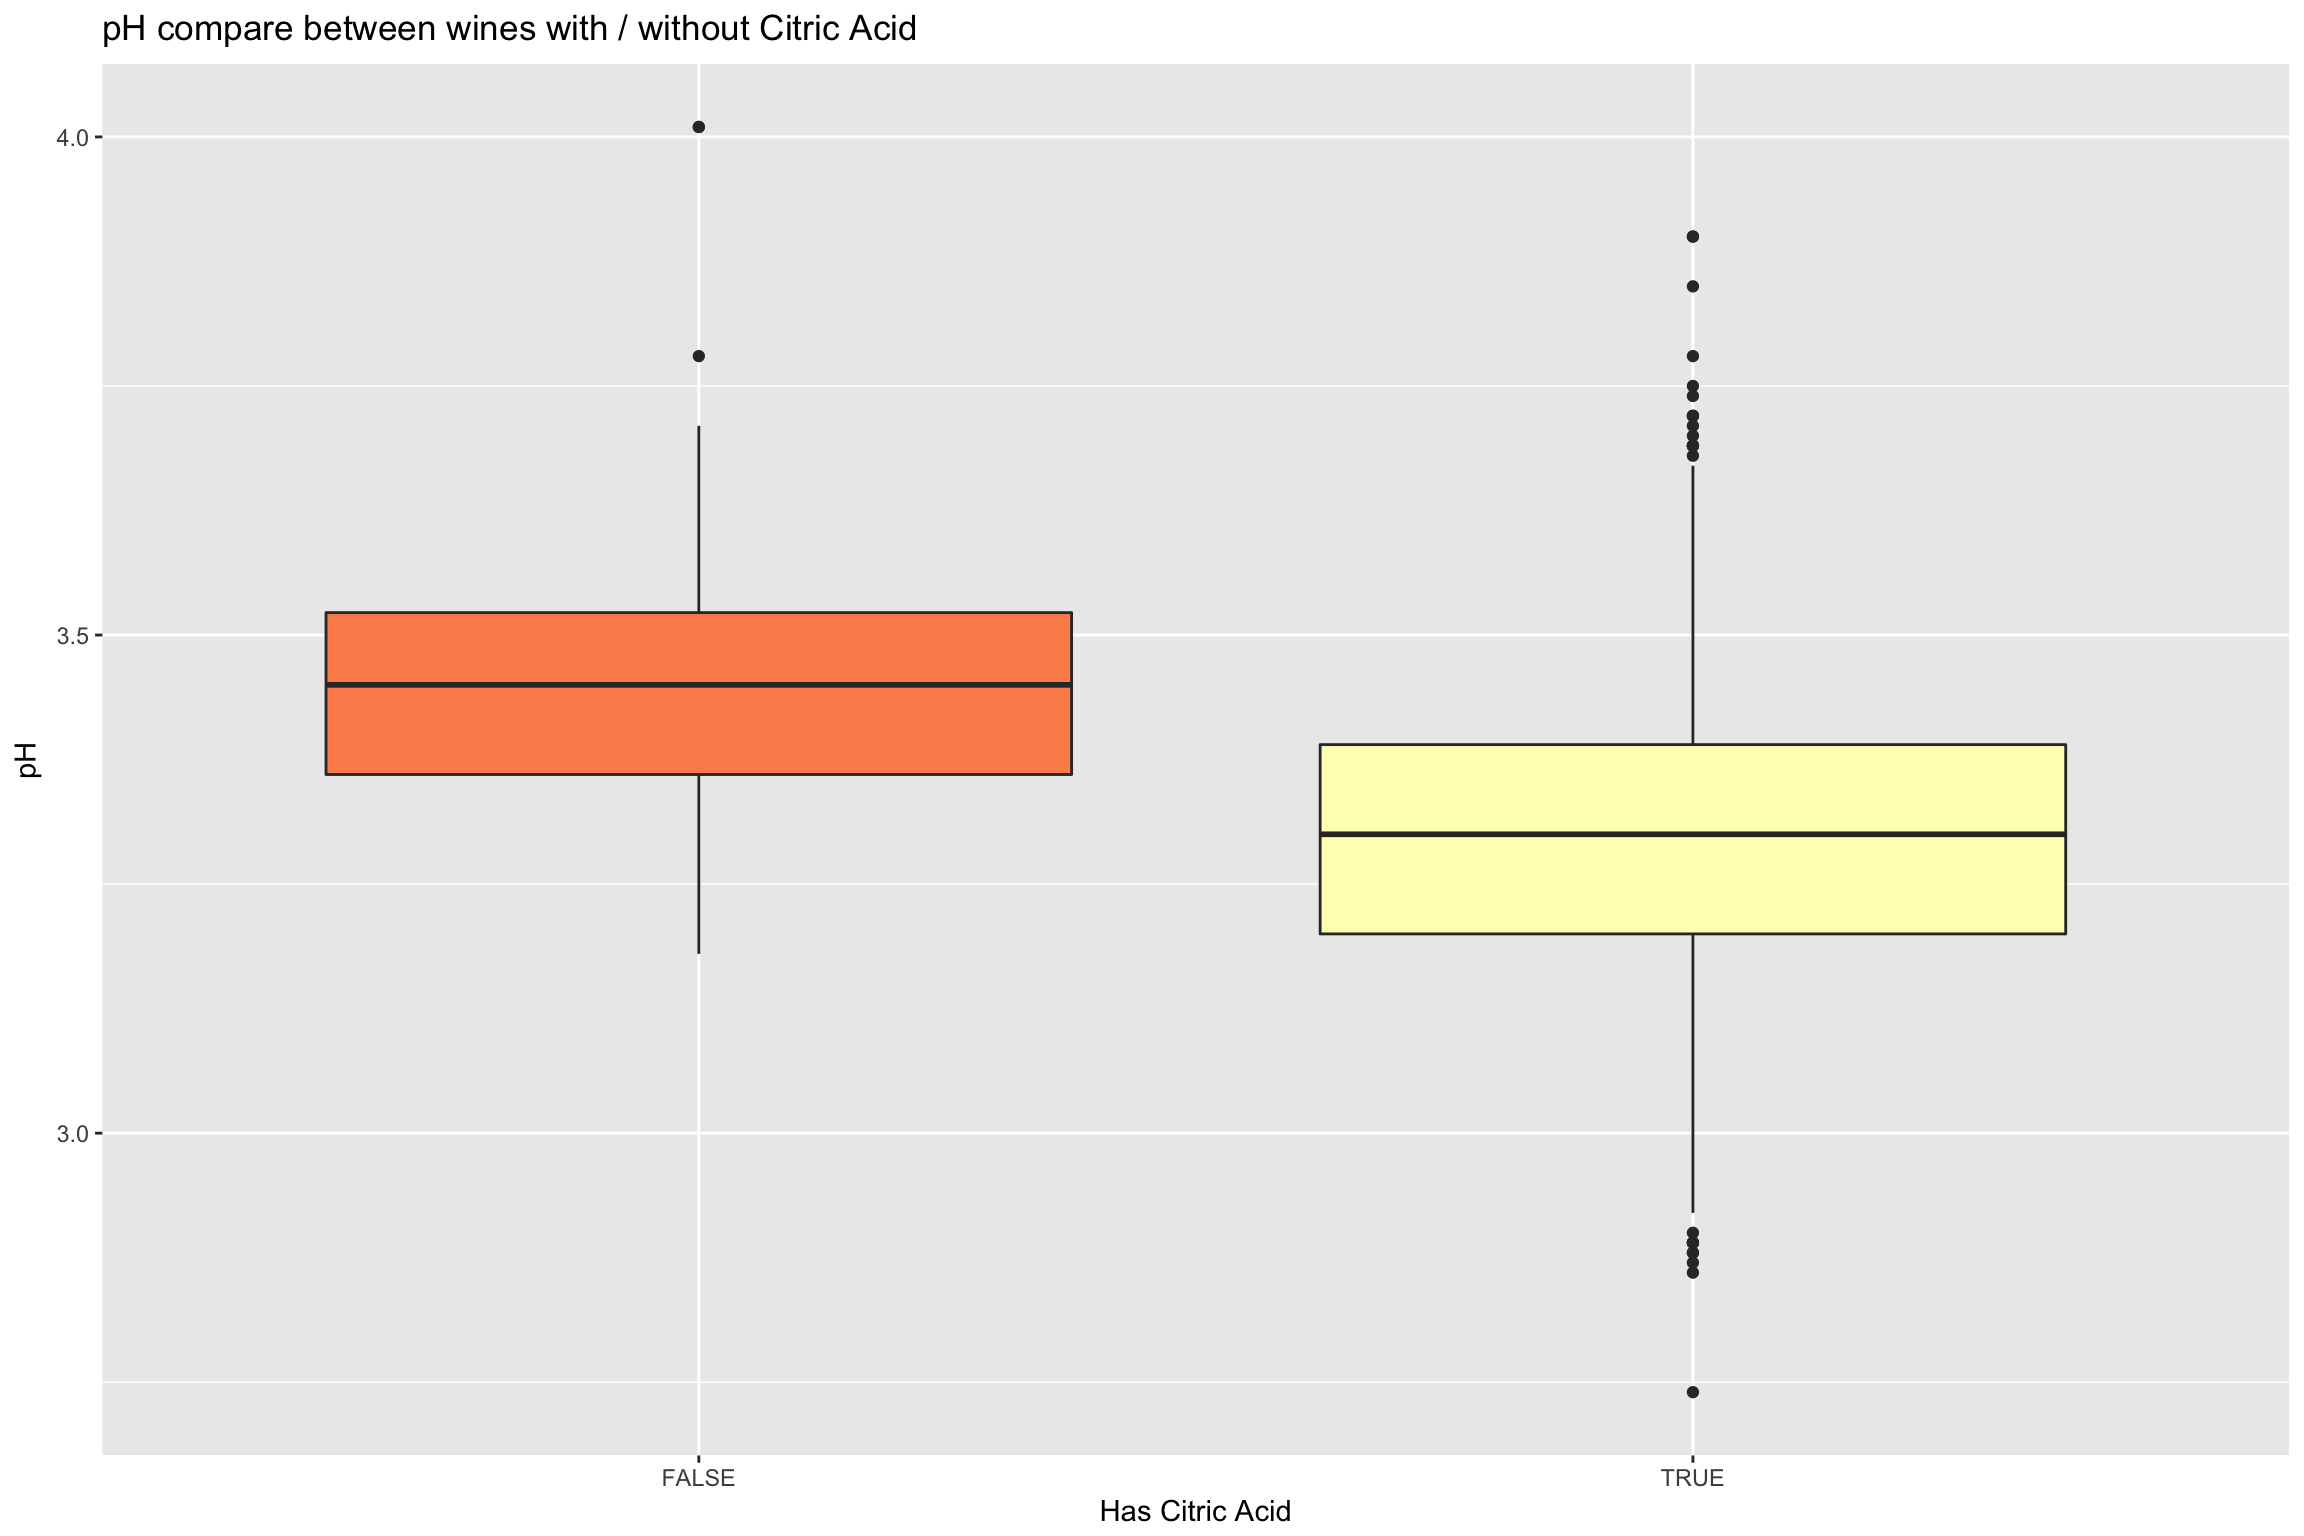 pH compare between wines with / without Citric Acid
4.0
3.5
3.0
pH
FALSE
TRUE
Has Citric Acid